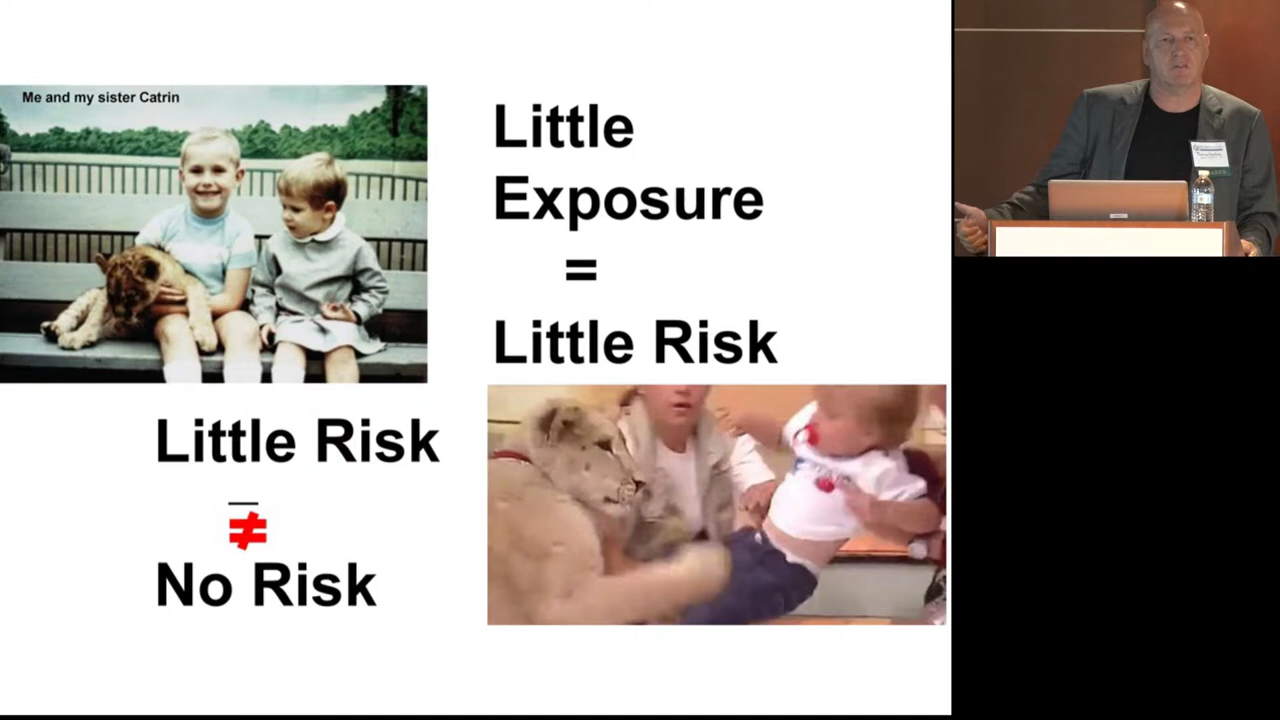 Me and my sister Catrin
Little
Exposure
=
Little Risk
Little Risk
≠
No Risk